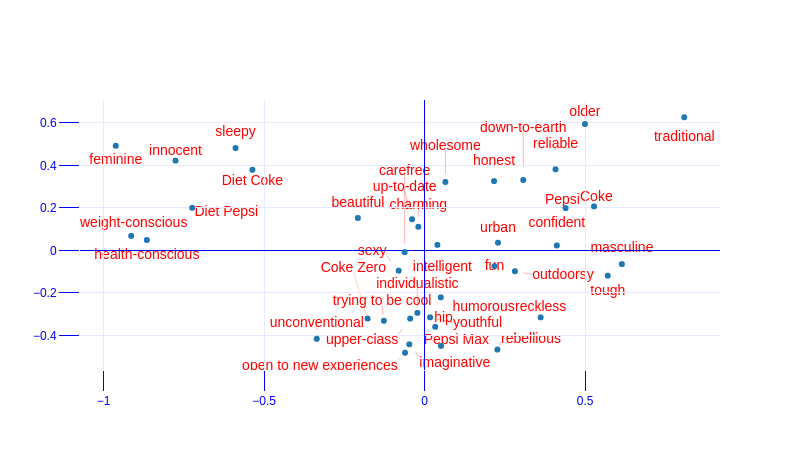 older
0.6
down-to-earth
sleepy
traditional
wholesome
reliable
innocent
feminine
honest
0.4
carefree
Diet Coke
up-to-date
Pepsi
Coke
beautiful
charming
0.2
Diet Pepsi
weight-conscious
confident
urban
masculine
0
sexy
health-conscious
Coke Zero
intelligent
fun
outdoorsy
individualistic
tough
−0.2
trying to be cool
humorous
reckless
unconventional
hip
youthful
−0.4
upper-class
Pepsi Max
rebellious
open to new experiences
imaginative
−1
−0.5
0
0.5